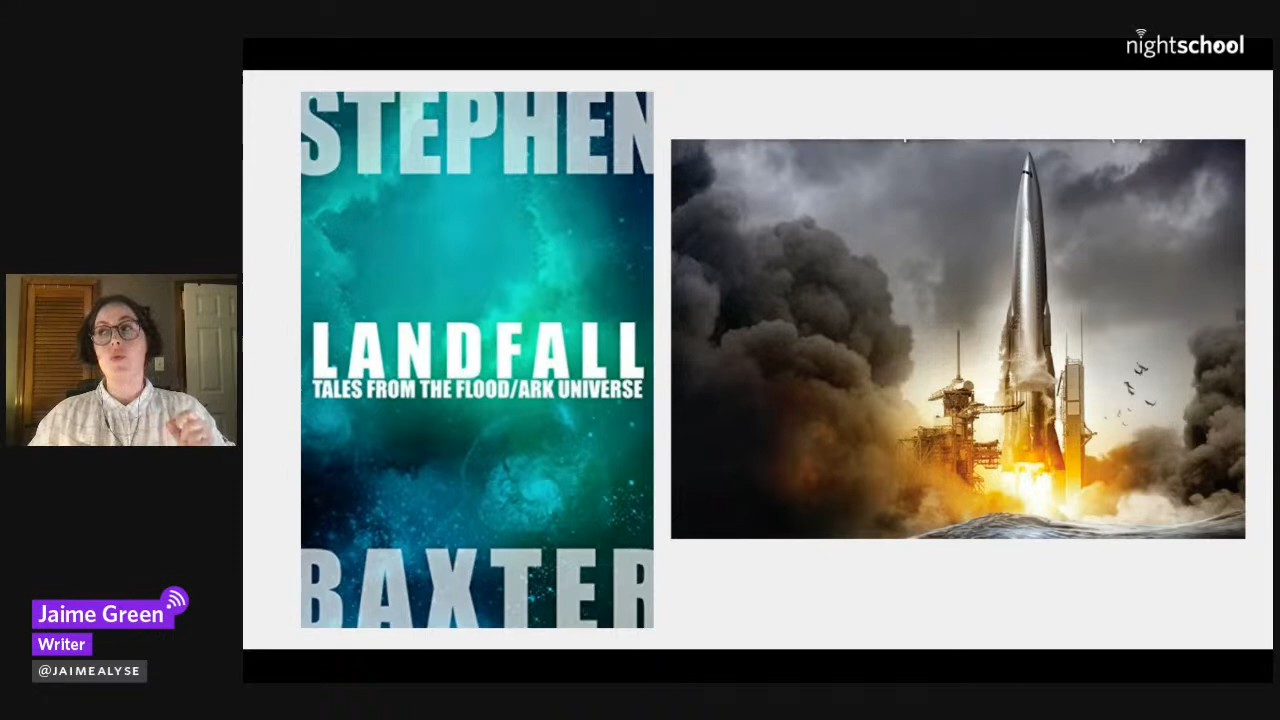 nightschool
STEPHEN
LANDFALL
TALES FROM THE FLOOD/ARK UNIVERSE
BAXTER
Jaime Green
Writer
@JAIMEALYSE